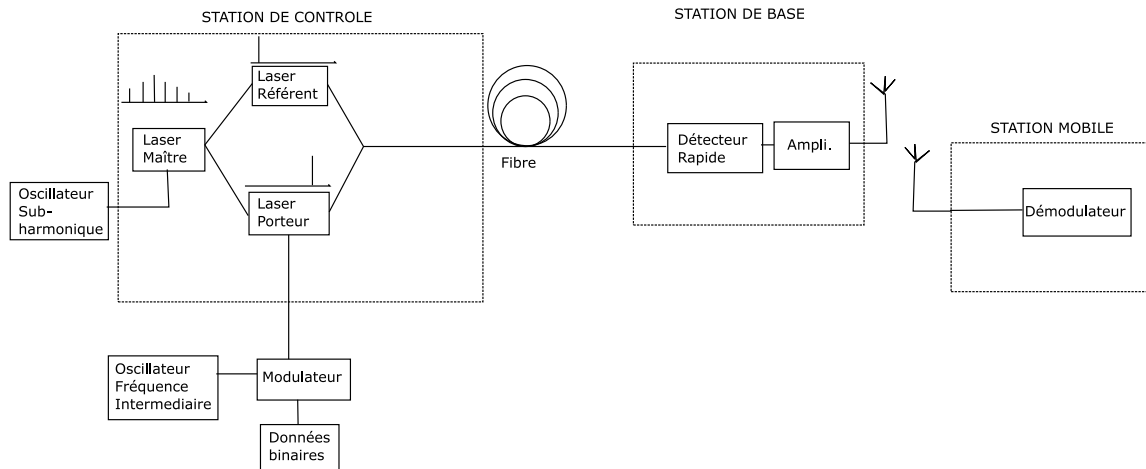 STATION DE CONTROLE
STATION DE BASE
STATION MOBILE
Laser
Référent
Laser
Maître
Oscillateur
Sub-
harmonique
Laser
Porteur
Fibre
Détecteur
Rapide
Ampli.
Démodulateur
Oscillateur
Fréquence
Intermediaire
Modulateur
Données
binaires